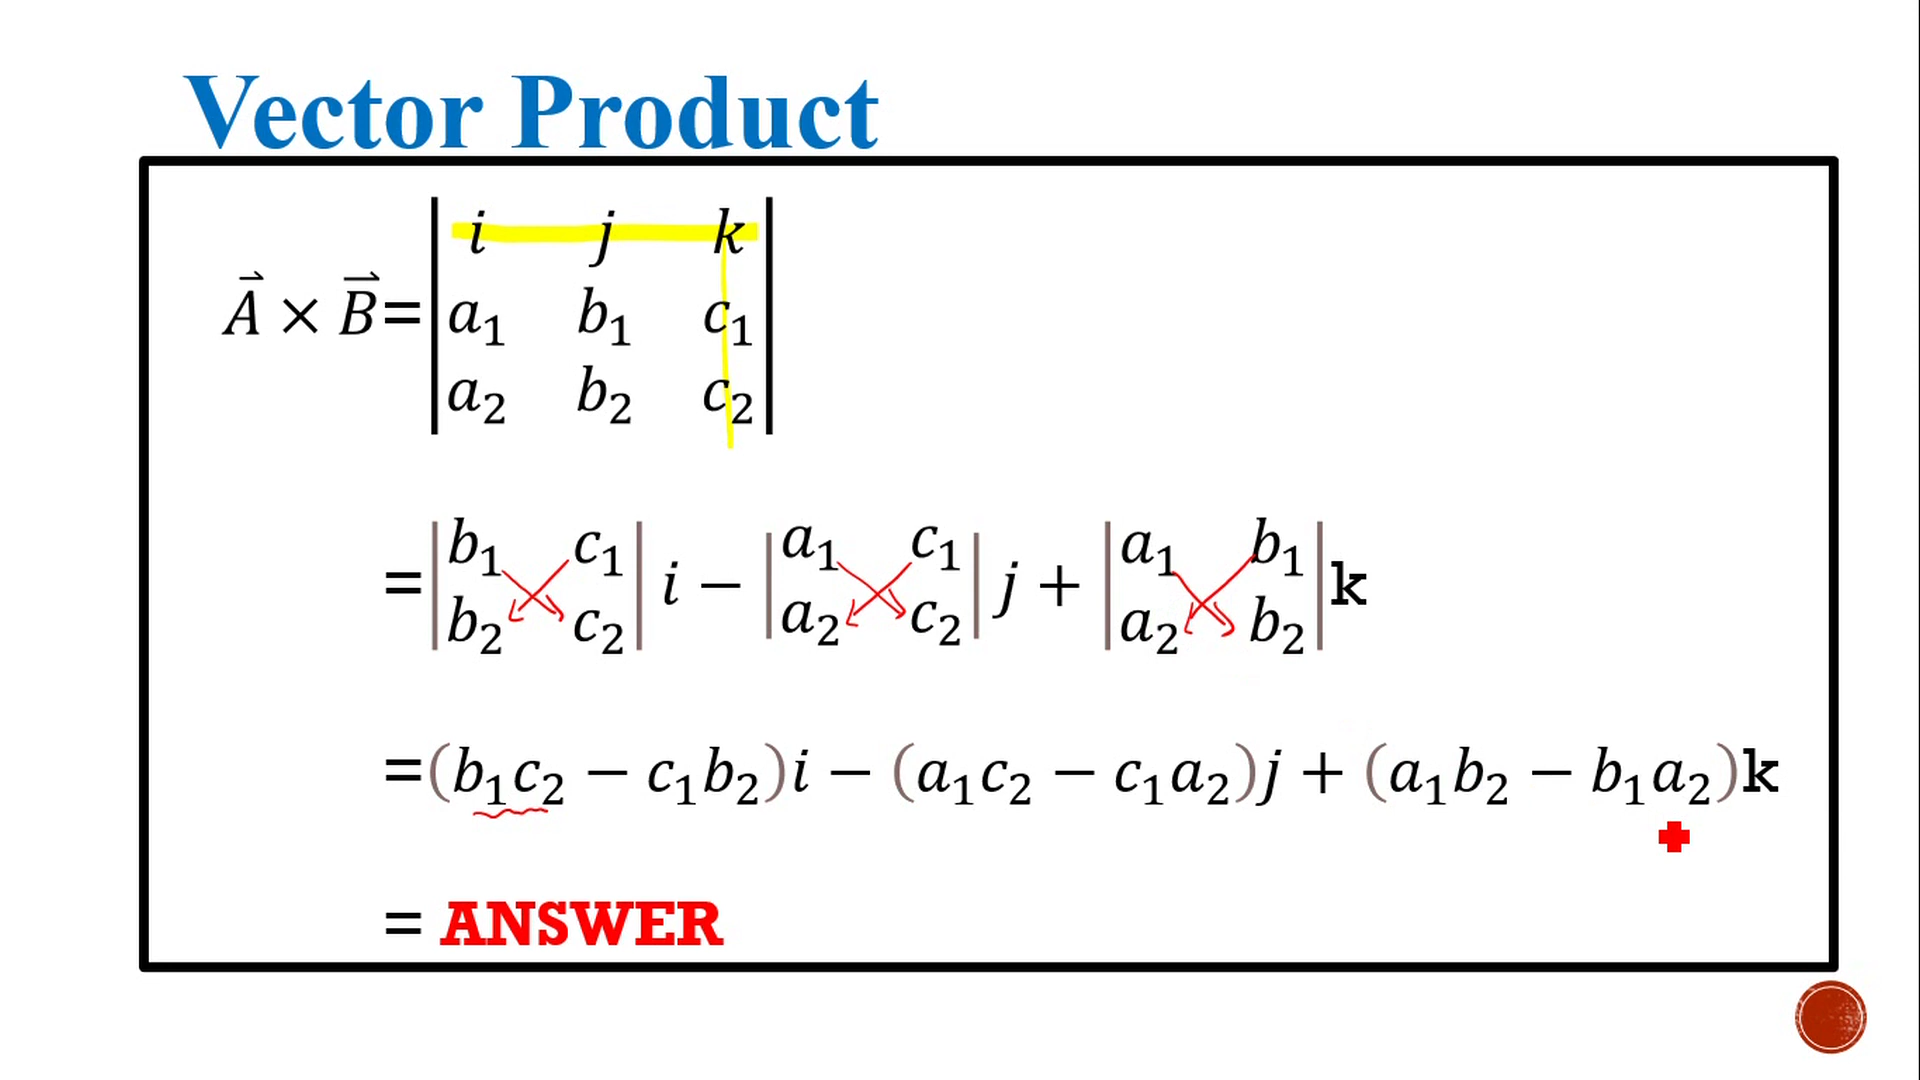 Vector Product
i j k
A⃗ × B⃗ = a₁ b₁ c₁
a₂ b₂ c₂
= |b₁ c₁| i − |a₁ c₁| j + |a₁ b₁| k
|b₂ c₂| |a₂ c₂| |a₂ b₂|
= (b₁c₂ − c₁b₂)i − (a₁c₂ − c₁a₂)j + (a₁b₂ − b₁a₂)k
= ANSWER